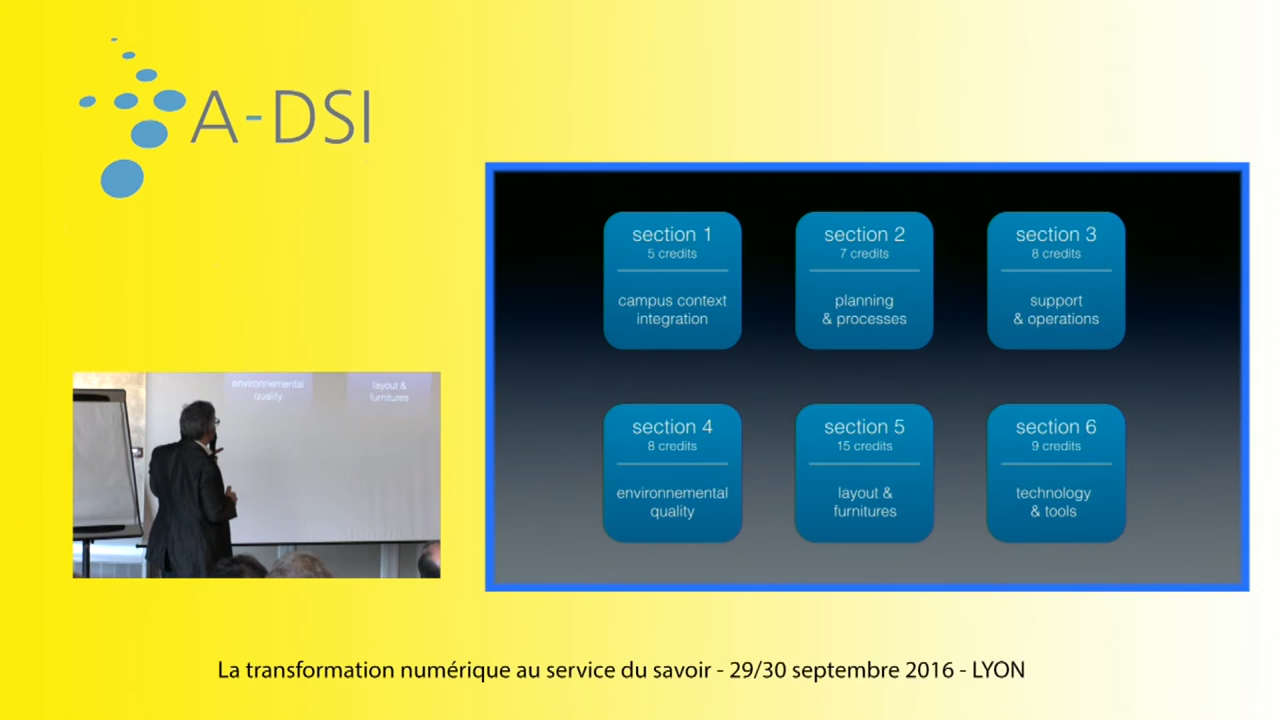 A-DSI
section 1
5 credits
campus context
integration
section 2
7 credits
planning
& processes
section 3
8 credits
support
& operations
section 4
8 credits
environnemental
quality
section 5
15 credits
layout &
furnitures
section 6
9 credits
technology
& tools
environnemental
quality
layout &
furnitures
La transformation numérique au service du savoir - 29/30 septembre 2016 - LYON